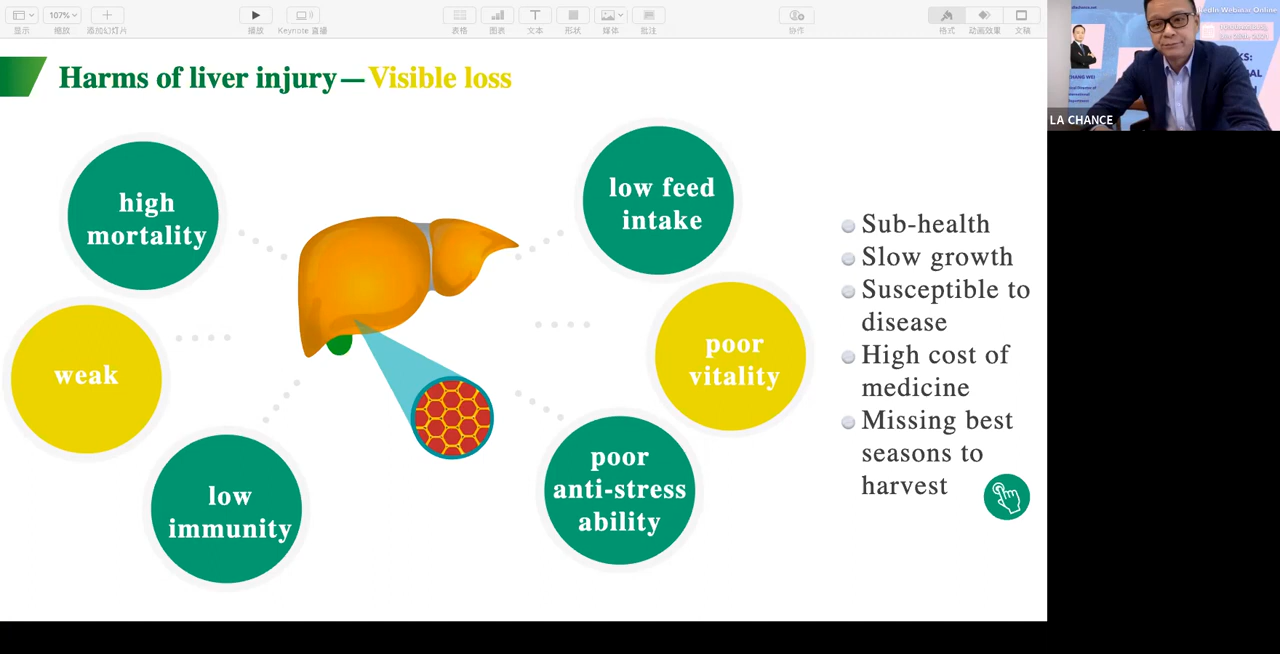 107%
显示
缩放
添加幻灯片
播放
Keynote 直播
表格
图表
文本
形状
媒体
批注
协作
格式
动画效果
文稿
Harms of liver injury—Visible loss
high
mortality
weak
low
immunity
low feed
intake
poor
vitality
poor
anti-stress
ability
Sub-health
Slow growth
Susceptible to
disease
High cost of
medicine
Missing best
seasons to
harvest
Webinar Online
LA CHANCE